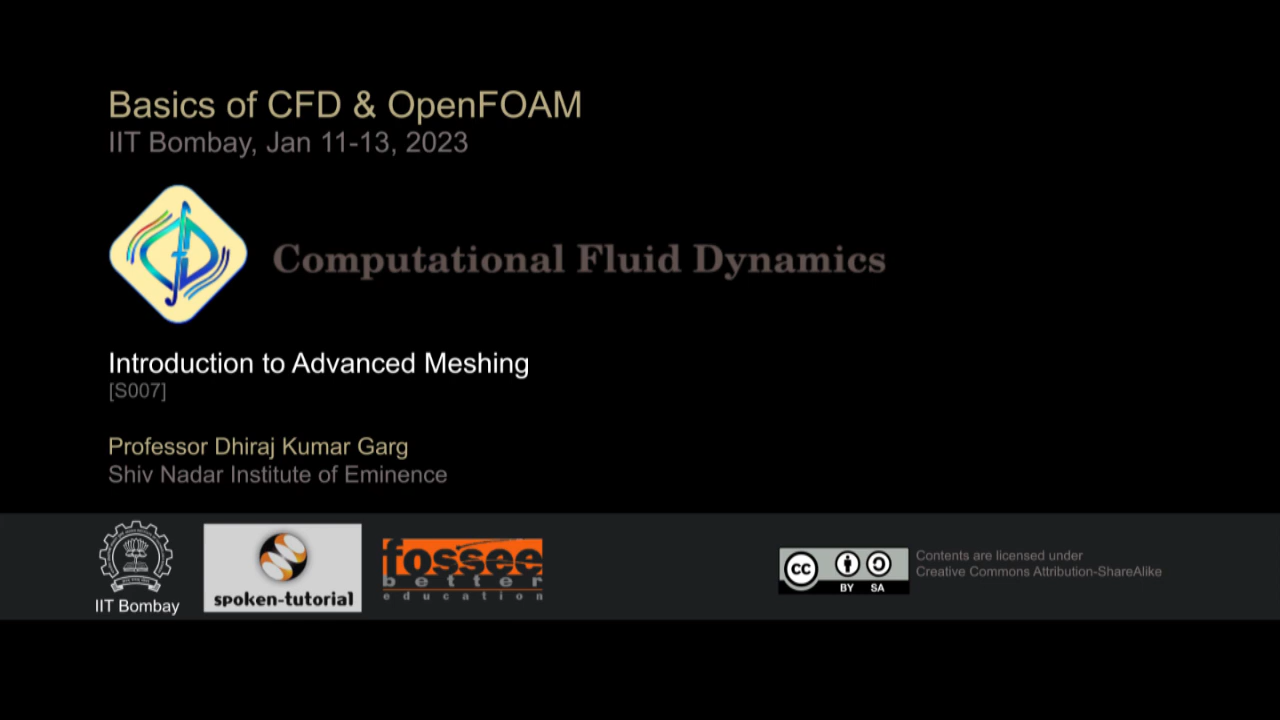 Basics of CFD & OpenFOAM
IIT Bombay, Jan 11-13, 2023
Computational Fluid Dynamics
Introduction to Advanced Meshing
[S007]
Professor Dhiraj Kumar Garg
Shiv Nadar Institute of Eminence
IIT Bombay
spoken-tutorial
fossee
better
education
cc
BY SA
Contents are licensed under
Creative Commons Attribution-ShareAlike